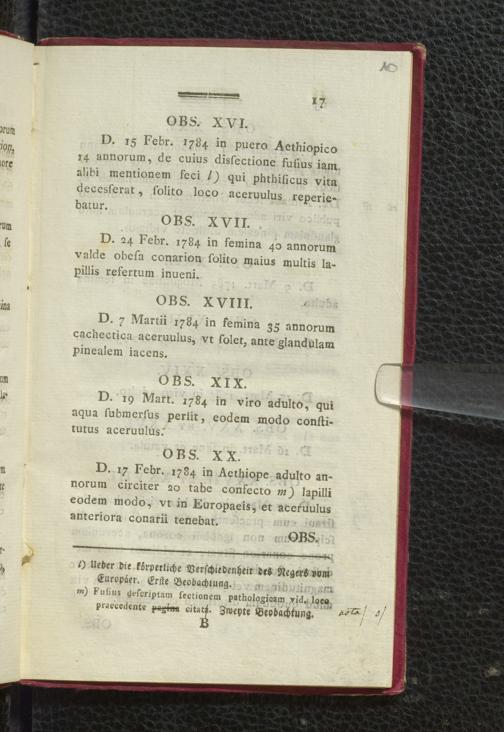 10
17
OBS. XVI.
D. 15 Febr. 1784 in puero Aethiopico
14 annorum, de cuius dissectione fusius iam
alibi mentionem feci l) qui phthisicus vita
decesserat, solito loco aceruulus reperie-
batur.
OBS. XVII.
D. 24 Febr. 1784 in femina 40 annorum
valde obesa conarion solito maius multis la-
pillis refertum inueni.
OBS. XVIII.
D. 7 Martii 1784 in femina 35 annorum
cachectica aceruulus, vt solet, ante glandulam
pinealem iacens.
OBS. XIX.
D. 19 Mart. 1784 in viro adulto, qui
aqua submersus periit, eodem modo consti-
tutus aceruulus.
OBS. XX.
D. 17 Febr. 1784 in Aethiope adulto an-
norum circiter 20 tabe confecto m) lapilli
eodem modo, vt in Europaeis, et aceruulus
anteriora conarii tenebat.
OBS.
l) Ueber die körperliche Verschiedenheit des Negers vom
Europäer. Erste Beobachtung.
m) Fusius descriptam sectionem pathologicam vid. loco
praecedente pagina citato. Zweyte Beobachtung.
nota
B